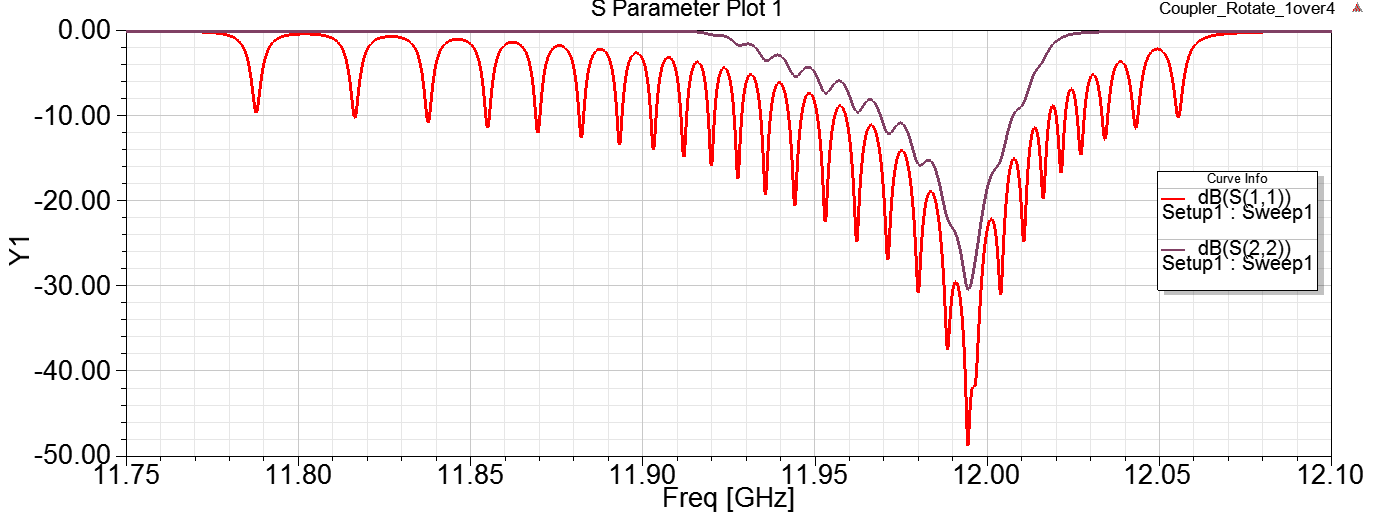 S Parameter Plot 1
Coupler_Rotate_1over4
0.00
-10.00
-20.00
-30.00
-40.00
-50.00
Y1
Curve Info
dB(S(1,1))
Setup1 : Sweep1
dB(S(2,2))
Setup1 : Sweep1
11.75 11.80 11.85 11.90 11.95 12.00 12.05 12.10
Freq [GHz]